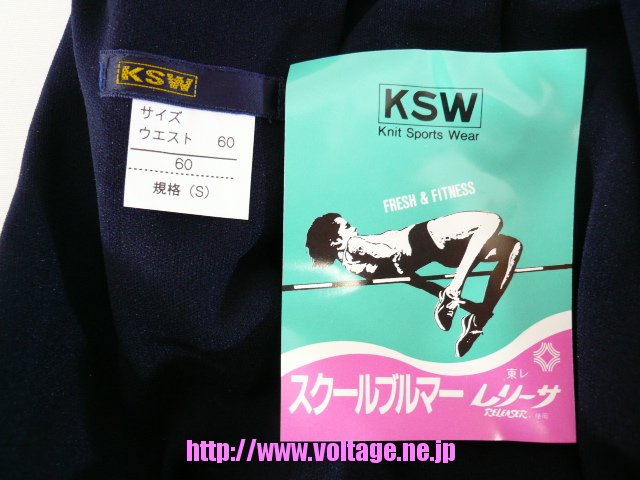 KSW
サイズ
ウエスト 60
60
規格(S)
KSW
Knit Sports Wear
FRESH & FITNESS
東レ
スクールブルマー レリーサ
RELEASER 使用
http://www.voltage.ne.jp